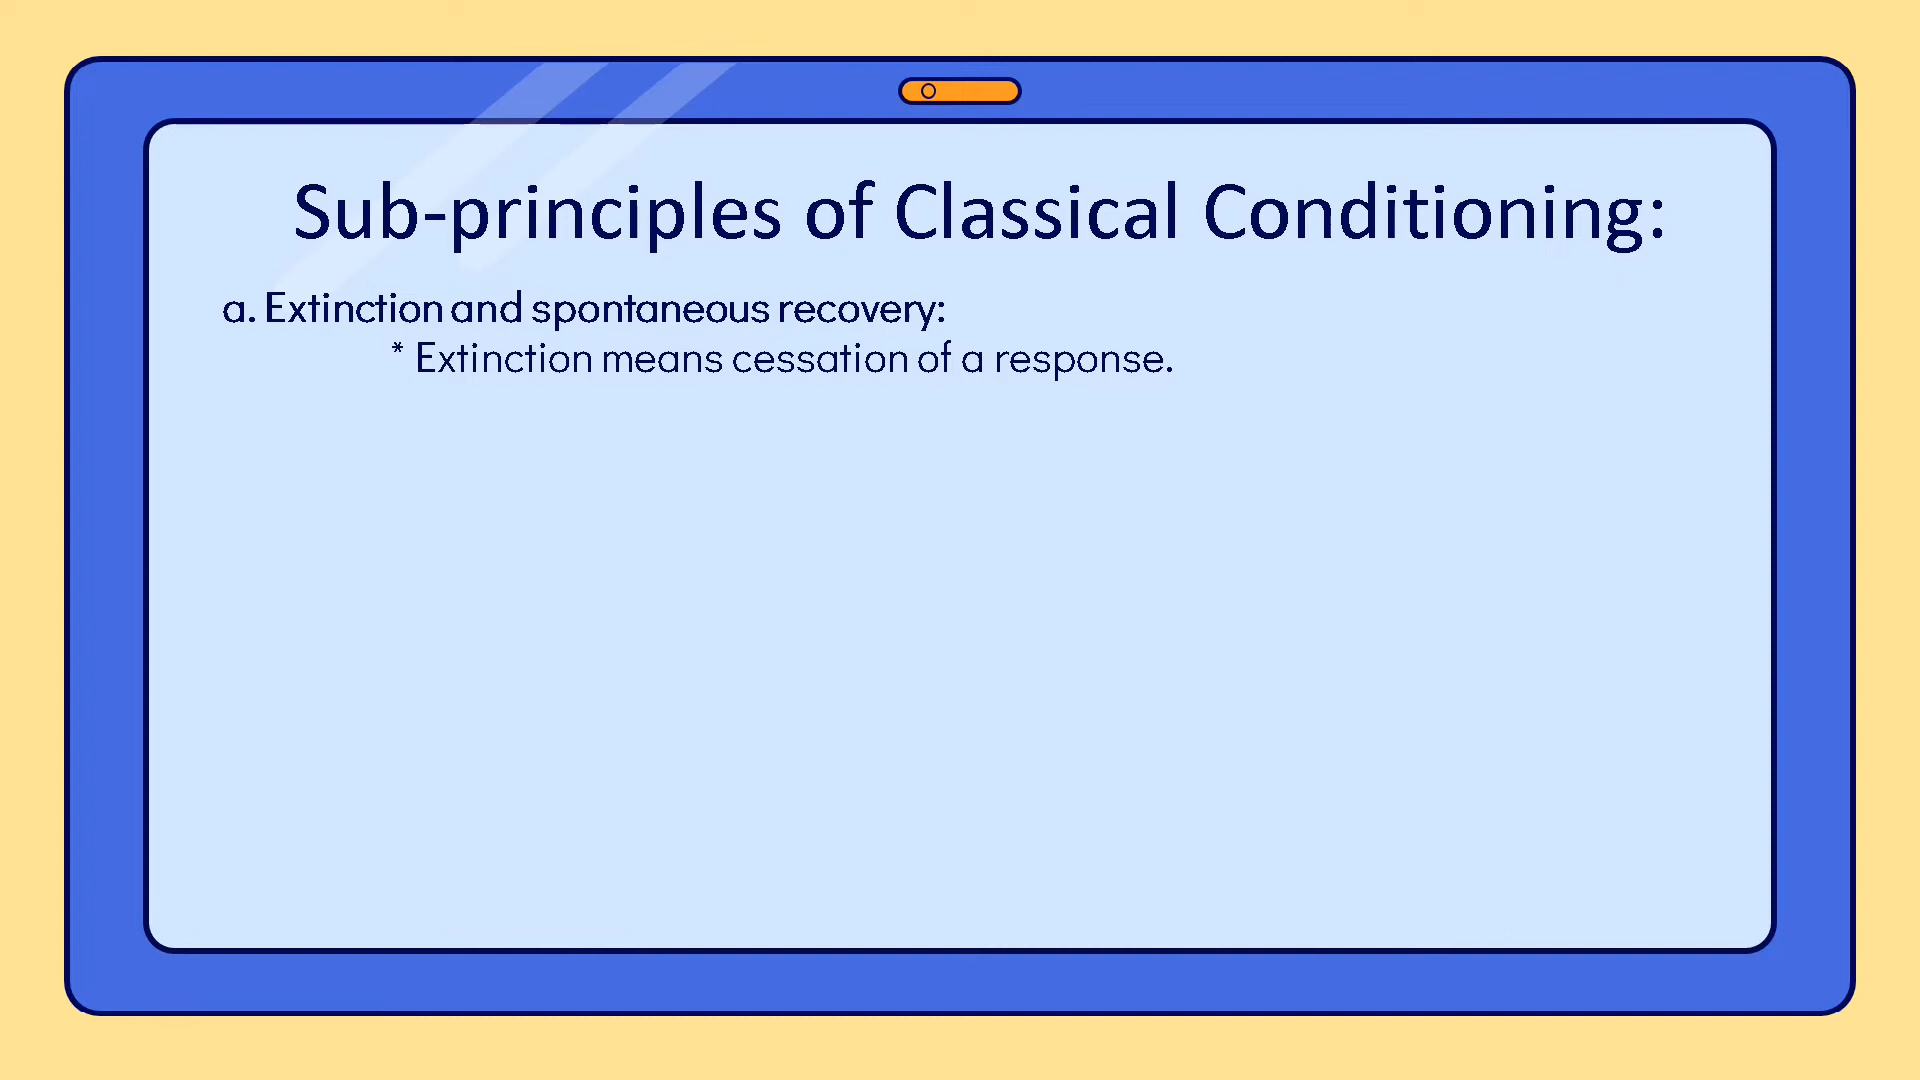 Sub-principles of Classical Conditioning:
a. Extinction and spontaneous recovery:
* Extinction means cessation of a response.